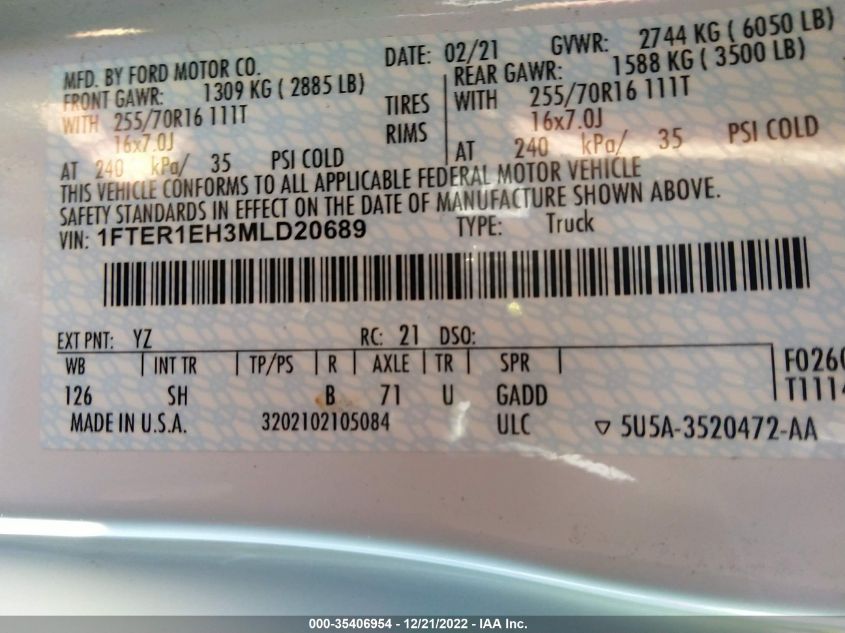 MFD. BY FORD MOTOR CO.
DATE: 02/21 GVWR: 2744 KG ( 6050 LB)
FRONT GAWR: 1309 KG ( 2885 LB)
REAR GAWR: 1588 KG ( 3500 LB)
WITH 255/70R16 111T TIRES WITH 255/70R16 111T
16x7.0J RIMS 16x7.0J
AT 240 kPa/ 35 PSI COLD AT 240 kPa/ 35 PSI COLD
THIS VEHICLE CONFORMS TO ALL APPLICABLE FEDERAL MOTOR VEHICLE
SAFETY STANDARDS IN EFFECT ON THE DATE OF MANUFACTURE SHOWN ABOVE.
VIN: 1FTER1EH3MLD20689 TYPE: Truck
EXT PNT: YZ RC: 21 DSO:
WB INT TR TP/PS R AXLE TR SPR
126 SH B 71 U GADD
F0260
T1114
MADE IN U.S.A. 3202102105084 ULC ▽ 5U5A-3520472-AA
000-35406954 - 12/21/2022 - IAA Inc.